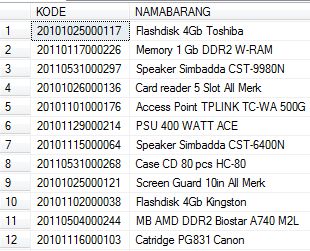 KODE NAMABARANG
1 20101025000117 Flashdisk 4Gb Toshiba
2 20110117000226 Memory 1 Gb DDR2 W-RAM
3 20110531000297 Speaker Simbadda CST-9980N
4 20101026000136 Card reader 5 Slot All Merk
5 20101101000176 Access Point TPLINK TC-WA 500G
6 20101129000214 PSU 400 WATT ACE
7 20101115000064 Speaker Simbadda CST-6400N
8 20110531000268 Case CD 80 pcs HC-80
9 20101025000121 Screen Guard 10in All Merk
10 20101102000038 Flashdisk 4Gb Kingston
11 20110504000244 MB AMD DDR2 Biostar A740 M2L
12 20101116000103 Catridge PG831 Canon